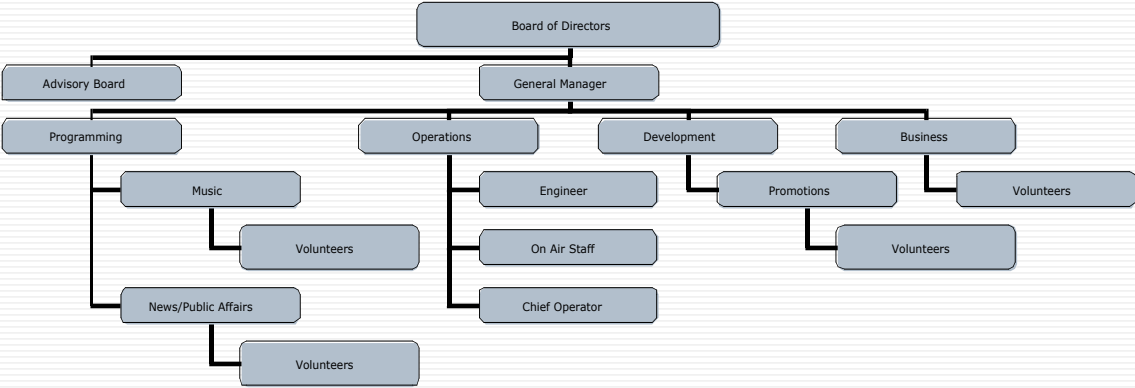 Board of Directors
Advisory Board
General Manager
Programming
Operations
Development
Business
Music
Engineer
Promotions
Volunteers
Volunteers
On Air Staff
Volunteers
News/Public Affairs
Chief Operator
Volunteers